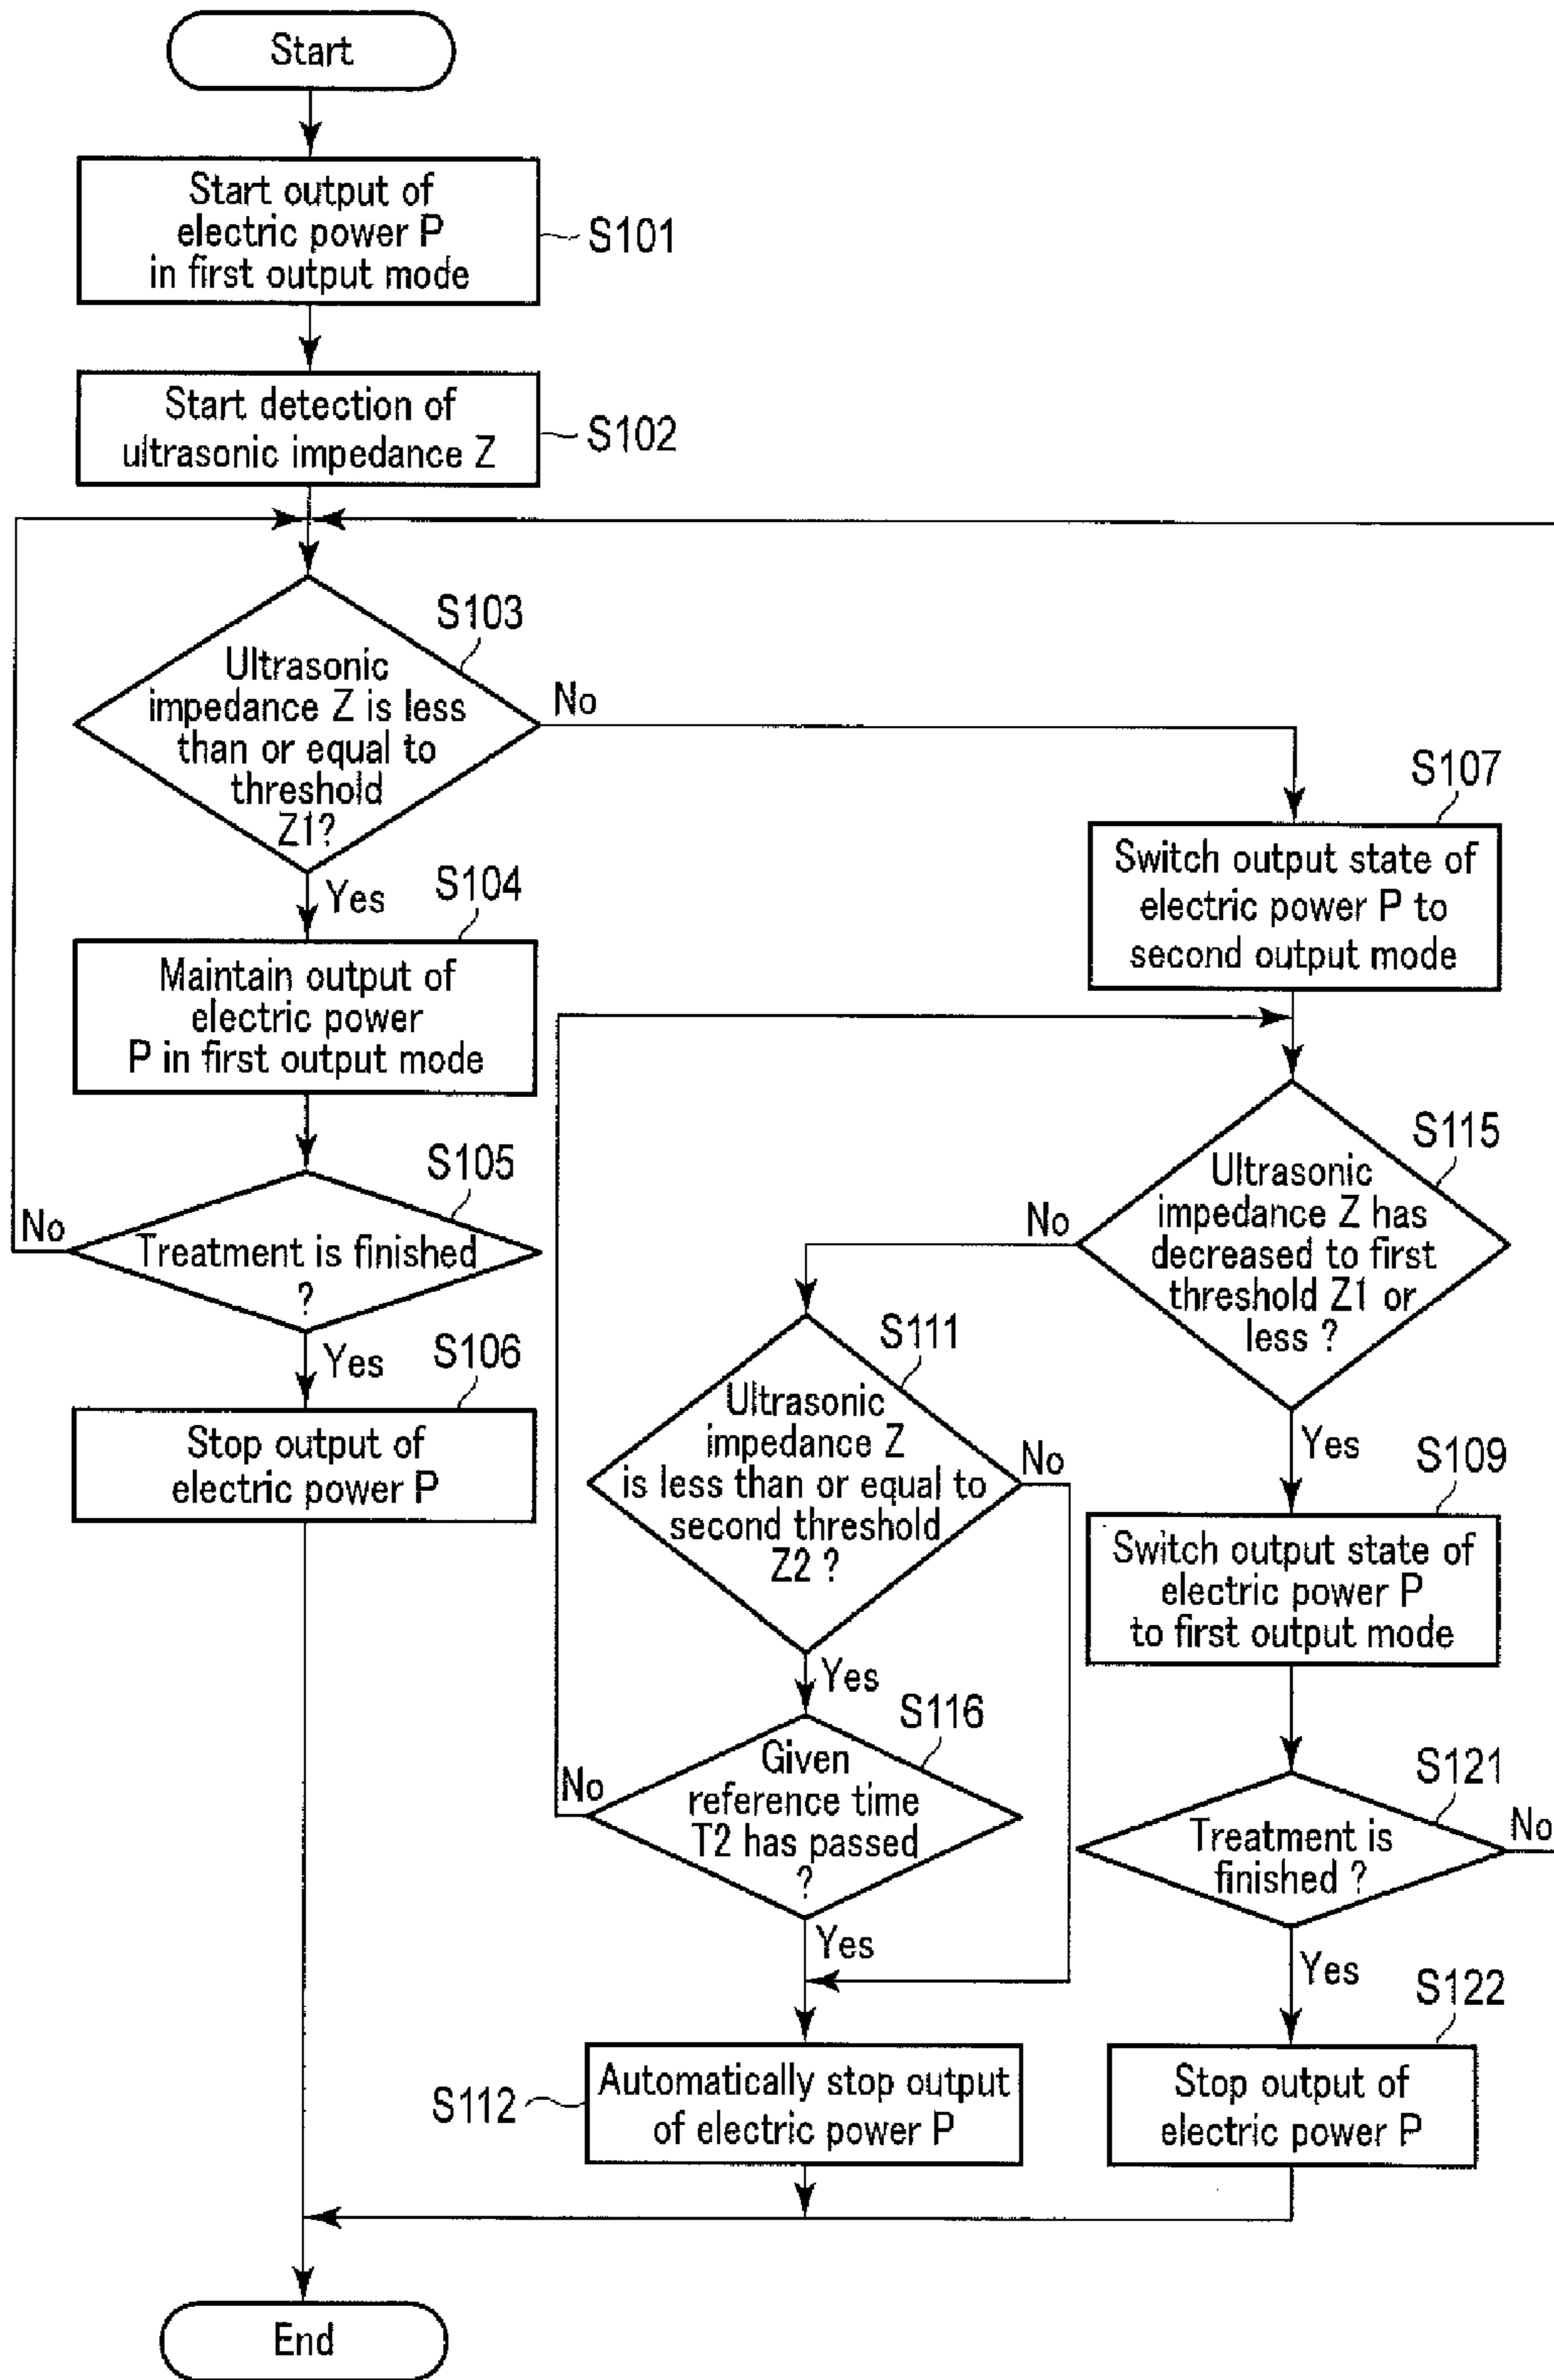 Start
Start output of
electric power P
in first output mode
S101
Start detection of
ultrasonic impedance Z
S102
S103
Ultrasonic
impedance Z is less
than or equal to
threshold
Z1?
No
Yes
S104
Maintain output of
electric power
P in first output mode
S105
No
Treatment is finished
?
Yes
S106
Stop output of
electric power P
S107
Switch output state of
electric power P to
second output mode
S115
Ultrasonic
impedance Z has
decreased to first
threshold Z1 or
less ?
No
Yes
S111
Ultrasonic
impedance Z
is less than or equal to
second threshold
Z2 ?
No
Yes
S109
Switch output state of
electric power P
to first output mode
S116
Given
reference time
T2 has passed
?
No
Yes
S121
Treatment is
finished ?
No
Yes
S112
Automatically stop output
of electric power P
S122
Stop output of
electric power P
End